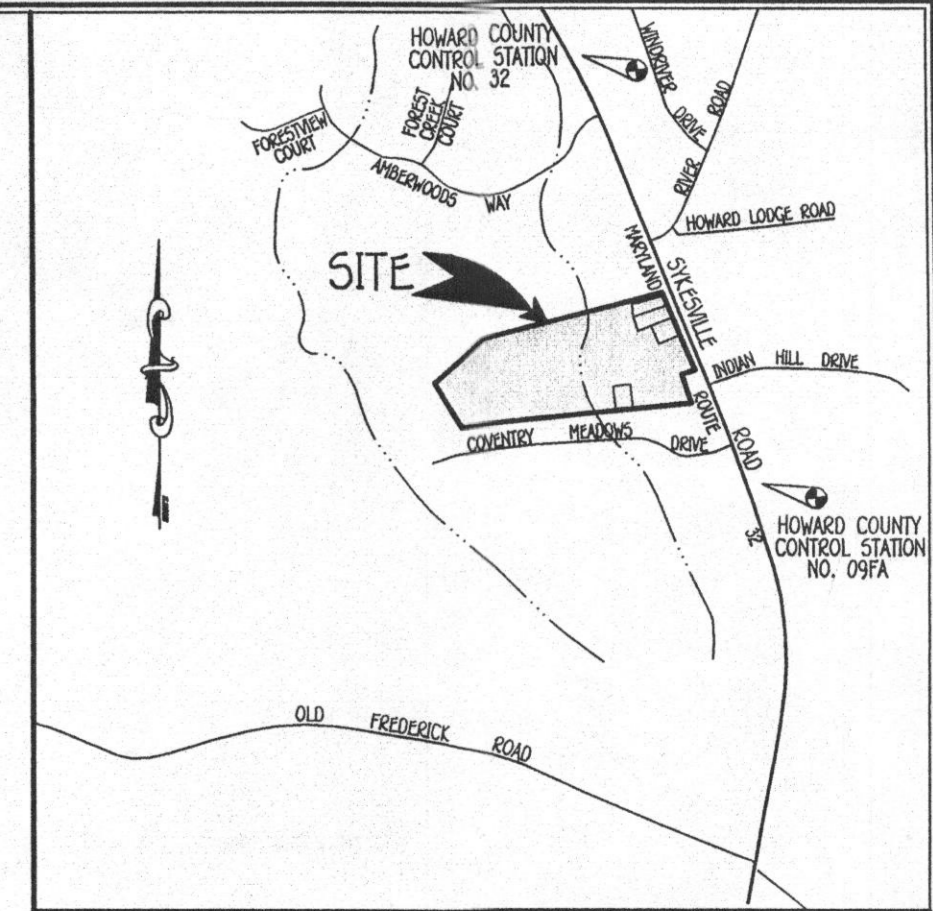 HOWARD COUNTY
CONTROL STATION
NO. 32
WINDRIVER DRIVE
RIVER ROAD
FORESTVIEW
COURT
FOREST
CREEK
COURT
AMBERWOODS WAY
HOWARD LODGE ROAD
SITE
MARYLAND ROUTE 32
SYKESVILLE ROAD
INDIAN HILL DRIVE
COVENTRY MEADOWS DRIVE
HOWARD COUNTY
CONTROL STATION
NO. 09FA
OLD FREDERICK ROAD